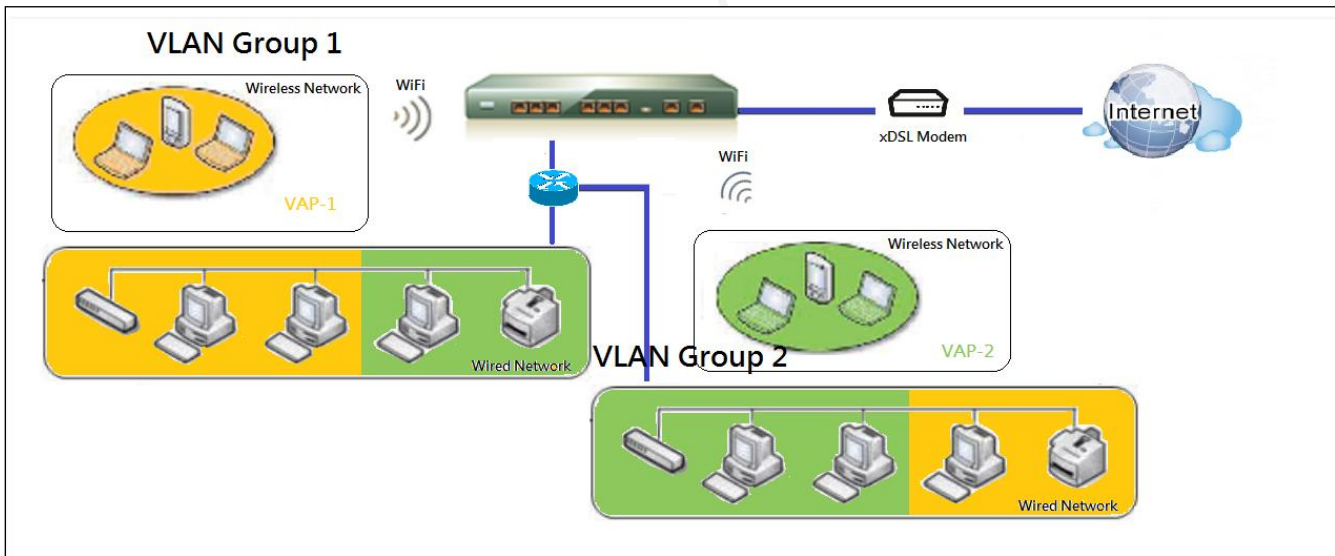 VLAN Group 1
Wireless Network
WiFi
VAP-1
xDSL Modem
Internet
WiFi
Wireless Network
VAP-2
Wired Network
VLAN Group 2
Wired Network